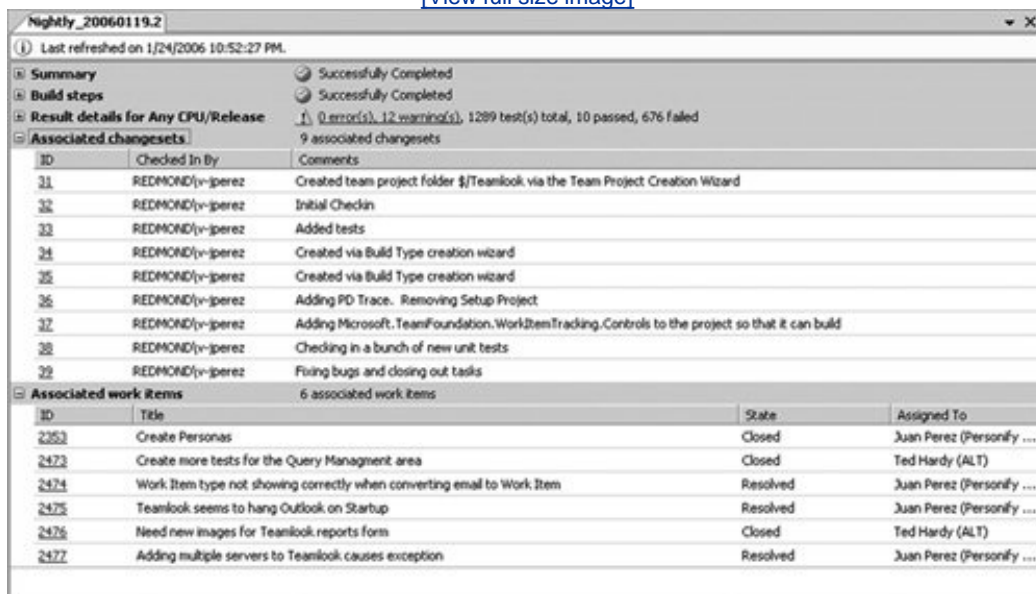 [View full size image]
Nightly_20060119.2
Last refreshed on 1/24/2006 10:52:27 PM.
Summary Successfully Completed
Build steps Successfully Completed
Result details for Any CPU/Release 0 error(s), 12 warning(s), 1289 test(s) total, 10 passed, 676 failed
Associated changesets 9 associated changesets
ID Checked In By Comments
31 REDMOND\v-jperez Created team project folder $/Teamlook via the Team Project Creation Wizard
32 REDMOND\v-jperez Initial Checkin
33 REDMOND\v-jperez Added tests
34 REDMOND\v-jperez Created via Build Type creation wizard
35 REDMOND\v-jperez Created via Build Type creation wizard
36 REDMOND\v-jperez Adding PD Trace. Removing Setup Project
37 REDMOND\v-jperez Adding Microsoft.TeamFoundation.WorkItemTracking.Controls to the project so that it can build
38 REDMOND\v-jperez Checking in a bunch of new unit tests
39 REDMOND\v-jperez Fixing bugs and closing out tasks
Associated work items 6 associated work items
ID Title State Assigned To
2353 Create Personas Closed Juan Perez (Personify ...
2473 Create more tests for the Query Managment area Closed Ted Hardy (ALT)
2474 Work Item type not showing correctly when converting email to Work Item Resolved Juan Perez (Personify ...
2475 Teamlook seems to hang Outlook on Startup Resolved Juan Perez (Personify ...
2476 Need new images for Teamlook reports form Closed Ted Hardy (ALT)
2477 Adding multiple servers to Teamlook causes exception Resolved Juan Perez (Personify ...